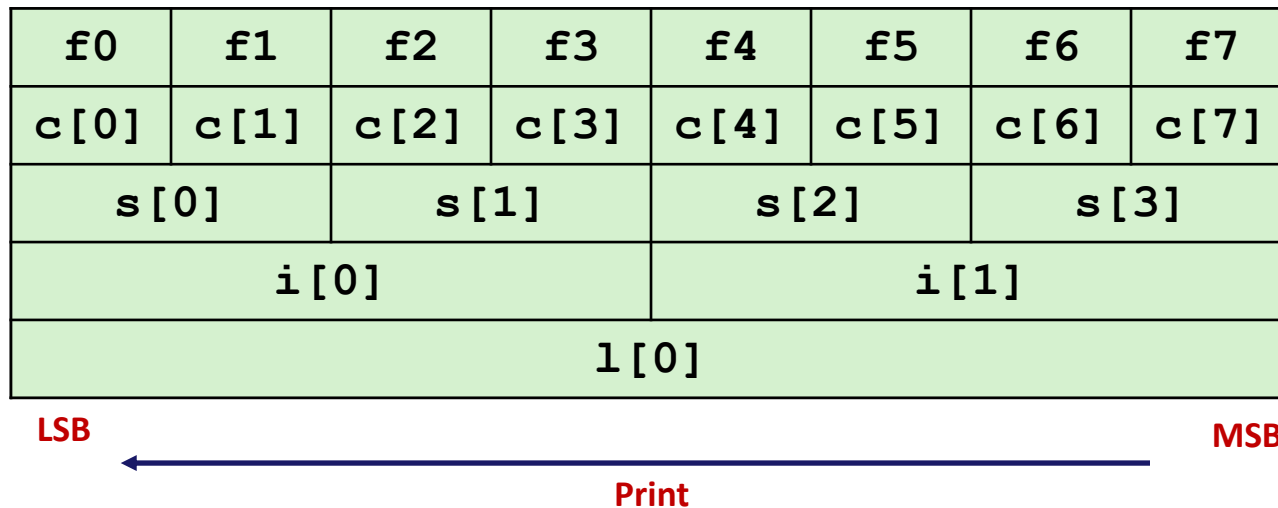 f0 f1 f2 f3 f4 f5 f6 f7
c[0] c[1] c[2] c[3] c[4] c[5] c[6] c[7]
s[0] s[1] s[2] s[3]
i[0] i[1]
l[0]
LSB MSB
Print